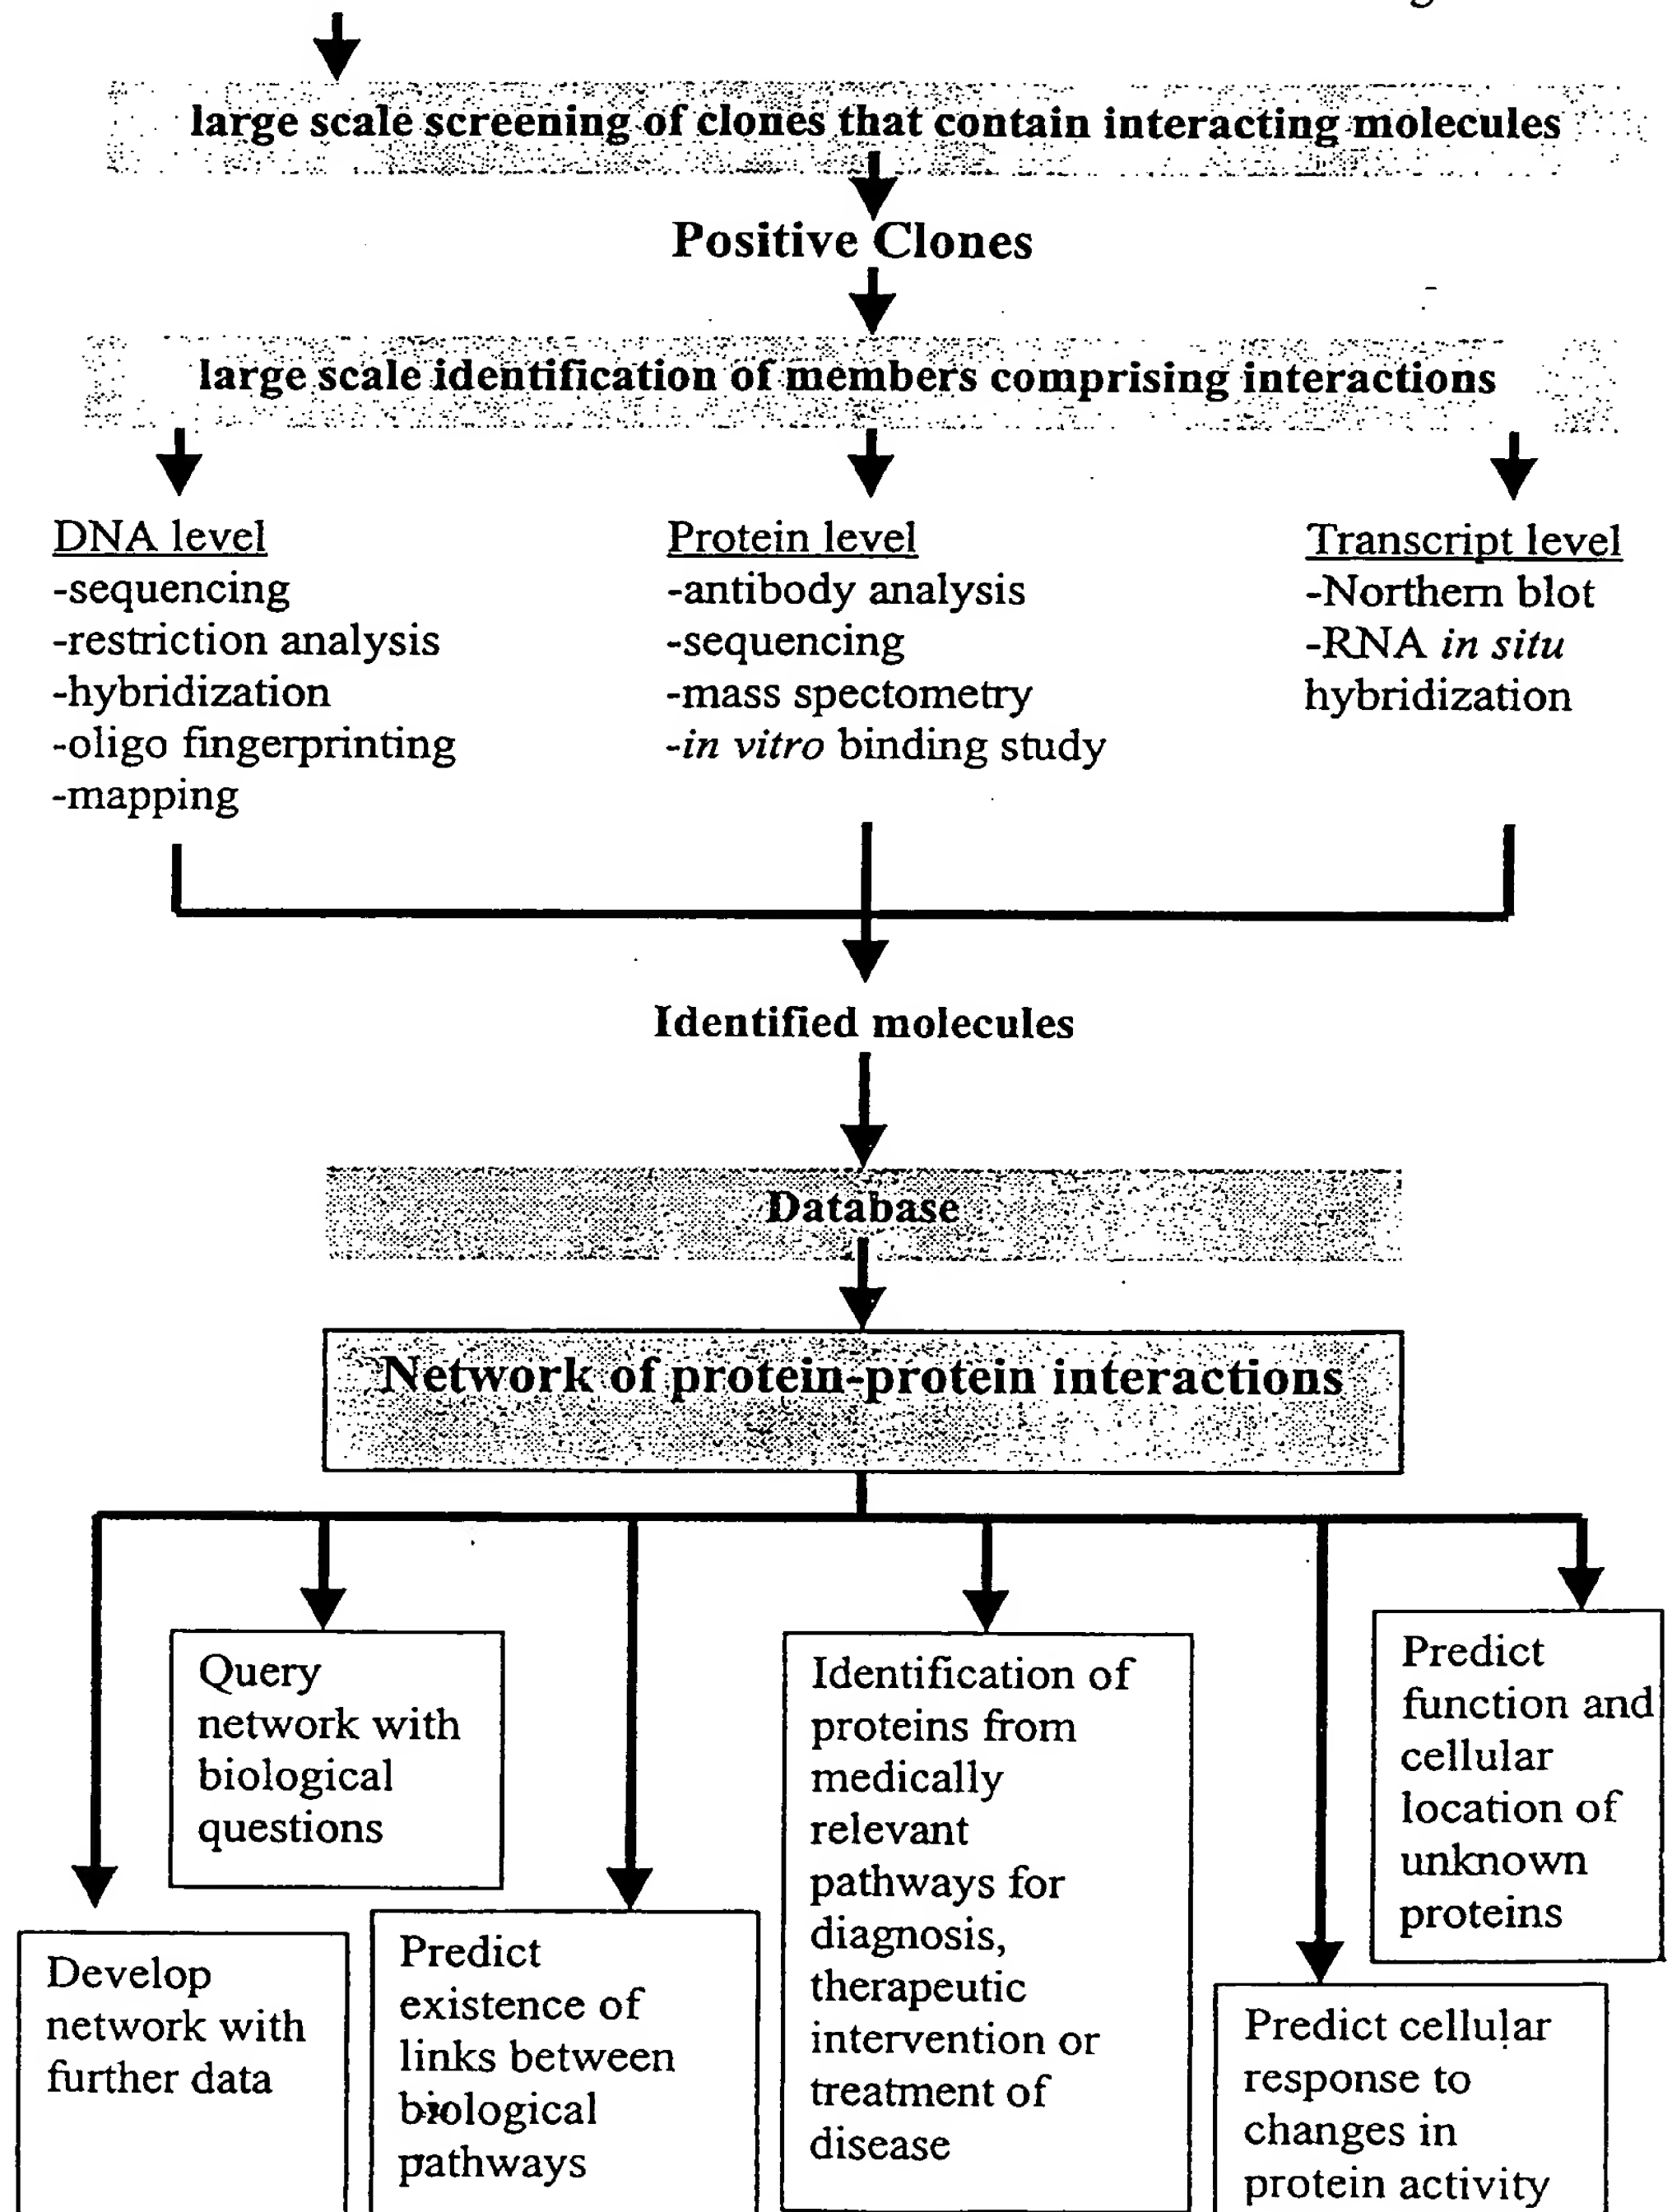 large scale screening of clones that contain interacting molecules
Positive Clones
large scale identification of members comprising interactions
DNA level
-sequencing
-restriction analysis
-hybridization
-oligo fingerprinting
-mapping
Protein level
-antibody analysis
-sequencing
-mass spectometry
-in vitro binding study
Transcript level
-Northern blot
-RNA in situ
hybridization
Identified molecules
Database
Network of protein-protein interactions
Query
network with
biological
questions
Identification of
proteins from
medically
relevant
pathways for
diagnosis,
therapeutic
intervention or
treatment of
disease
Predict
function and
cellular
location of
unknown
proteins
Develop
network with
further data
Predict
existence of
links between
biological
pathways
Predict cellular
response to
changes in
protein activity